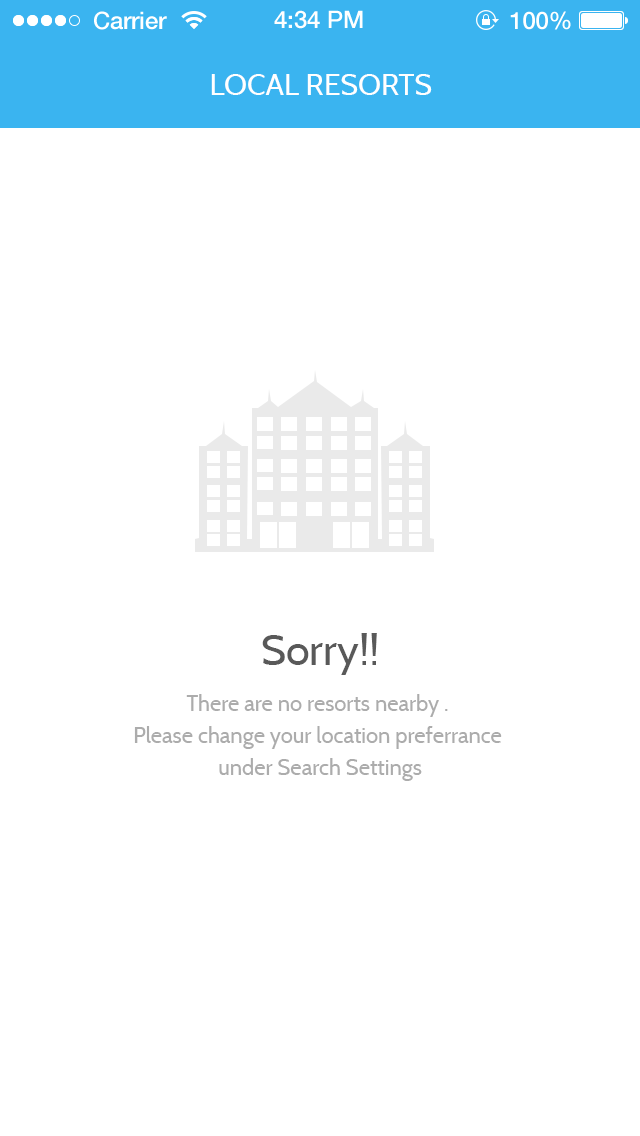 Carrier 4:34 PM 100%
LOCAL RESORTS
Sorry!!
There are no resorts nearby .
Please change your location preferrance
under Search Settings